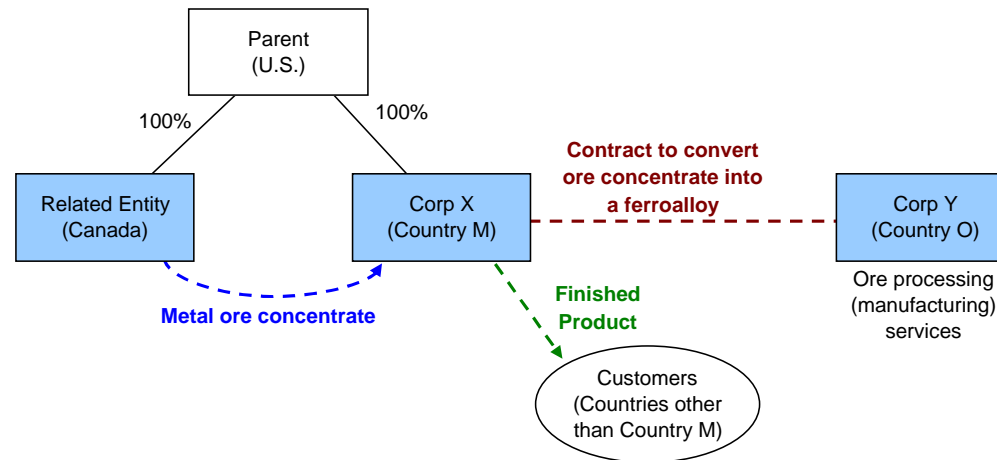 Parent
(U.S.)
100%
100%
Related Entity
(Canada)
Corp X
(Country M)
Contract to convert
ore concentrate into
a ferroalloy
Corp Y
(Country O)
Ore processing
(manufacturing)
services
Metal ore concentrate
Finished
Product
Customers
(Countries other
than Country M)